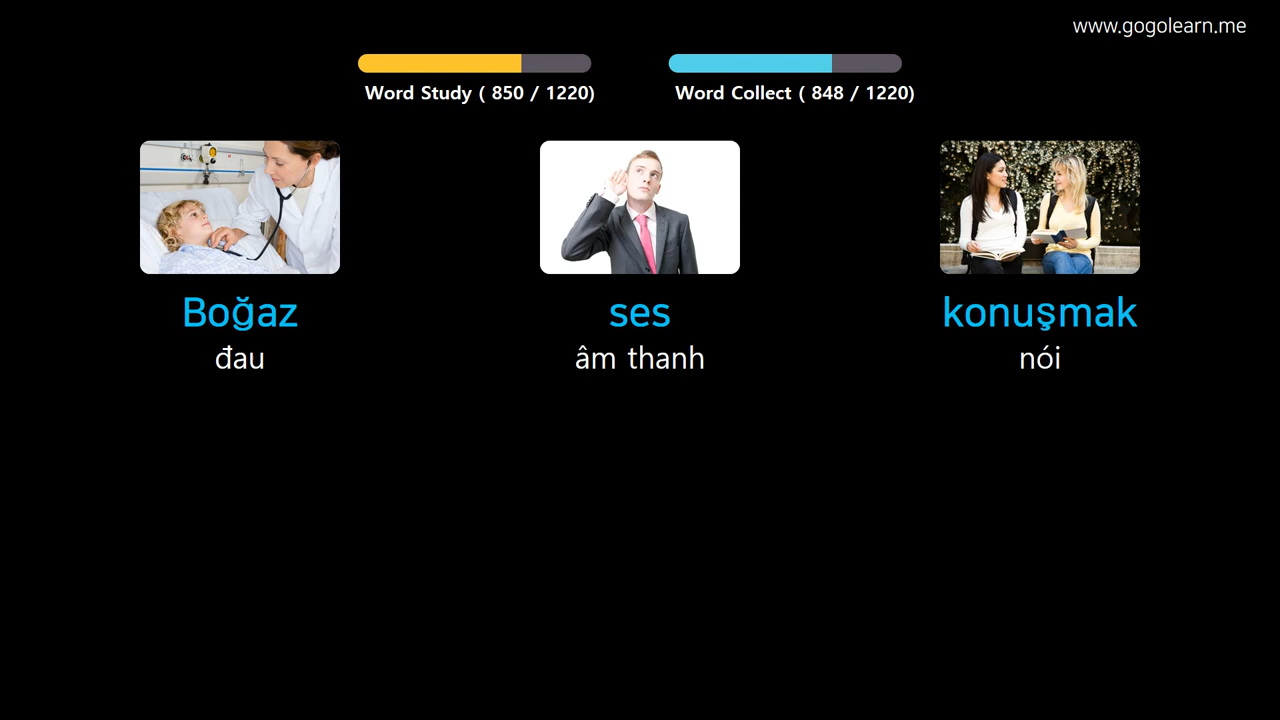 www.gogolearn.me
Word Study ( 850 / 1220)
Word Collect ( 848 / 1220)
Boğaz
đau
ses
âm thanh
konuşmak
nói